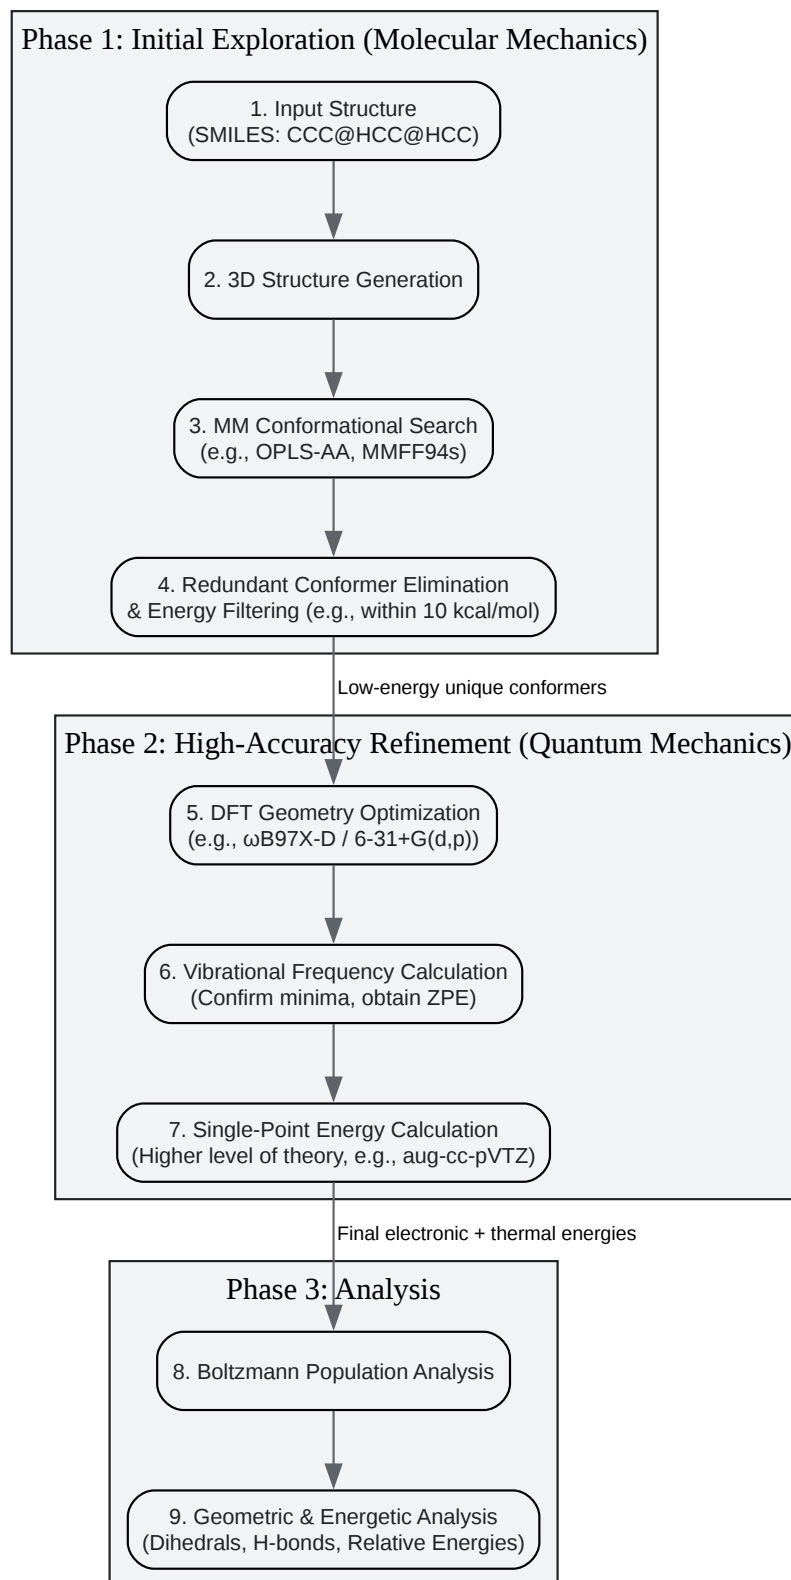 Phase 1: Initial Exploration (Molecular Mechanics)
1. Input Structure
(SMILES: CCC@HCC@HCC)
2. 3D Structure Generation
3. MM Conformational Search
(e.g., OPLS-AA, MMFF94s)
4. Redundant Conformer Elimination
& Energy Filtering (e.g., within 10 kcal/mol)
Low-energy unique conformers
Phase 2: High-Accuracy Refinement (Quantum Mechanics)
5. DFT Geometry Optimization
(e.g., ωB97X-D / 6-31+G(d,p))
6. Vibrational Frequency Calculation
(Confirm minima, obtain ZPE)
7. Single-Point Energy Calculation
(Higher level of theory, e.g., aug-cc-pVTZ)
Final electronic + thermal energies
Phase 3: Analysis
8. Boltzmann Population Analysis
9. Geometric & Energetic Analysis
(Dihedrals, H-bonds, Relative Energies)